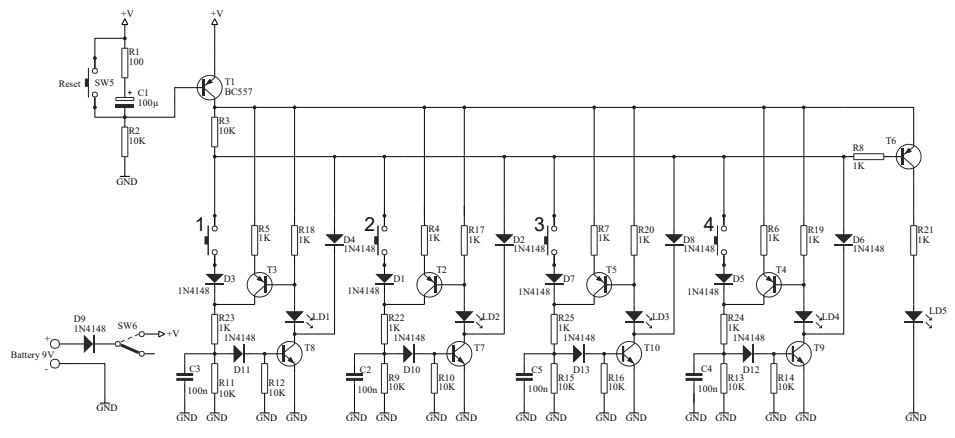 +V
+V
R1
100
Reset
SW5
+
C1
100µ
T1
BC557
R2
10K
R3
10K
GND
R8
1K
T6
1
R5
1K
R18
1K
D4
1N4148
2
R4
1K
R17
1K
D2
1N4148
3
R7
1K
R20
1K
D8
1N4148
4
R6
1K
R19
1K
D6
1N4148
R21
1K
D3
1N4148
T3
D1
1N4148
T2
D7
1N4148
T5
D5
1N4148
T4
LD1
LD2
LD3
LD4
LD5
R23
1K
1N4148
D11
T8
R22
1K
1N4148
D10
T7
R25
1K
1N4148
D13
T10
R24
1K
1N4148
D12
T9
D9
1N4148
SW6
+V
+
Battery 9V
-
GND
C3
100n
R11
10K
R12
10K
C2
100n
R9
10K
R10
10K
C5
100n
R15
10K
R16
10K
C4
100n
R13
10K
R14
10K
GND GND GND GND GND GND GND GND GND GND GND GND GND GND GND GND GND